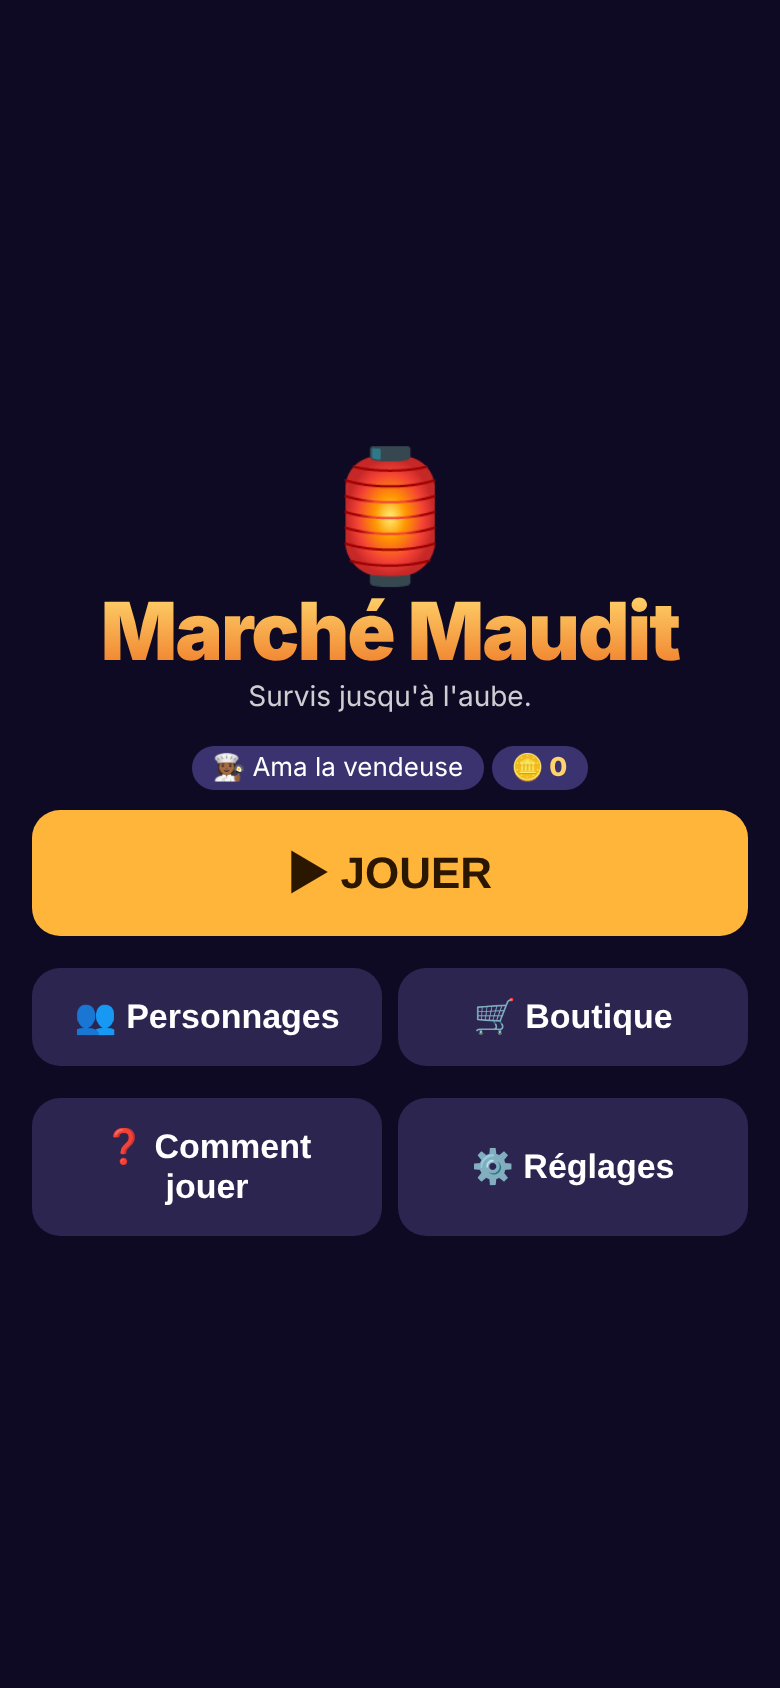 Marché Maudit
Survis jusqu'à l'aube.
Ama la vendeuse
0
JOUER
Personnages
Boutique
Comment
jouer
Réglages